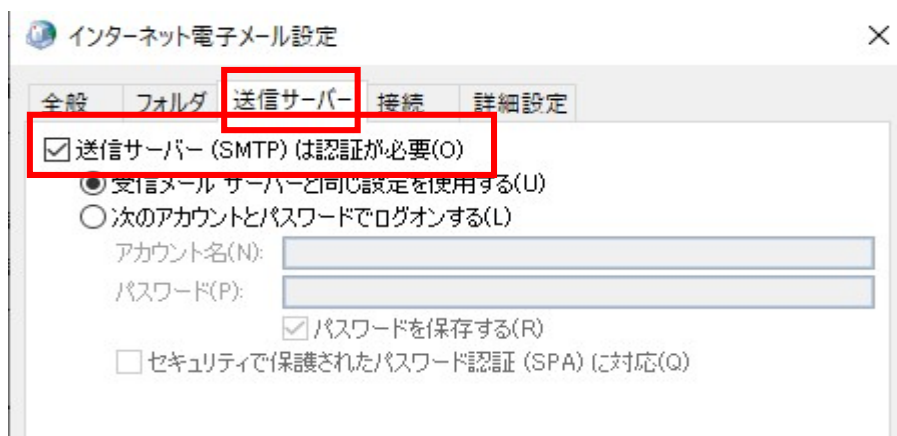 インターネット電子メール設定
全般 フォルダ 送信サーバー 接続 詳細設定
送信サーバー (SMTP) は認証が必要(O)
受信メール サーバーと同じ設定を使用する(U)
次のアカウントとパスワードでログオンする(L)
アカウント名(N):
パスワード(P):
パスワードを保存する(R)
セキュリティで保護されたパスワード認証 (SPA) に対応(Q)